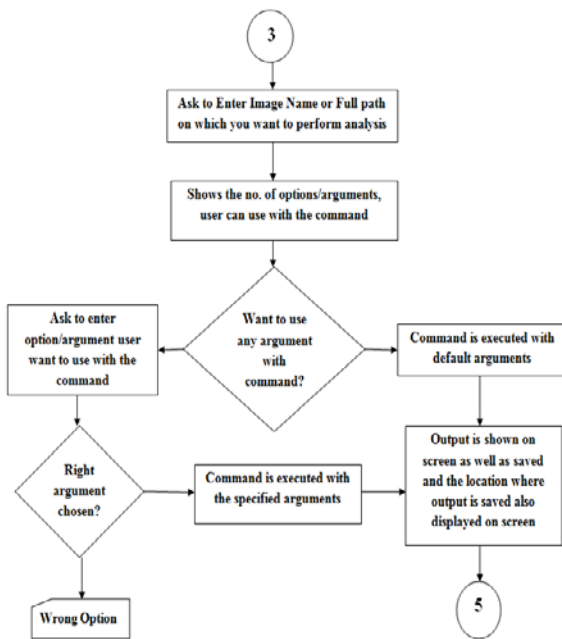 3
Ask to Enter Image Name or Full path
on which you want to perform analysis
Shows the no. of options/arguments,
user can use with the command
Want to use
any argument
with
command?
Ask to enter
option/argument user
want to use with the
command
Command is executed with
default arguments
Right
argument
chosen?
Command is executed with
the specified arguments
Output is shown on
screen as well as saved
and the location where
output is saved also
displayed on screen
Wrong Option
5